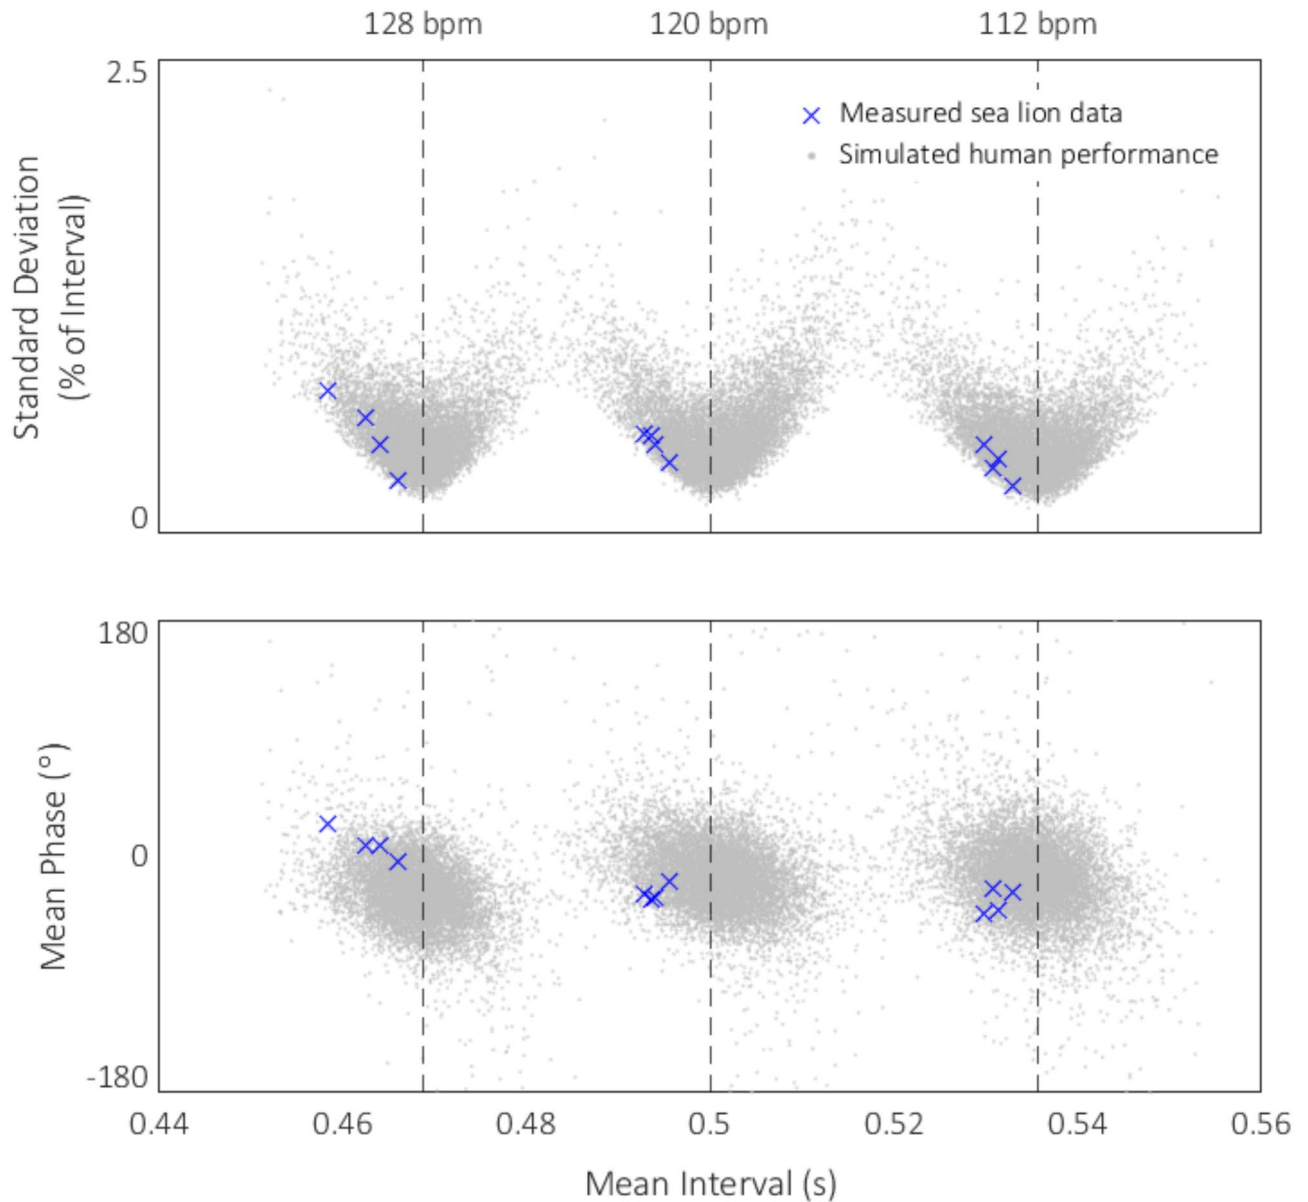 128 bpm 120 bpm 112 bpm
2.5
Standard Deviation
(% of Interval)
0
Measured sea lion data
Simulated human performance
180
Mean Phase (°)
0
-180
0.44 0.46 0.48 0.5 0.52 0.54 0.56
Mean Interval (s)